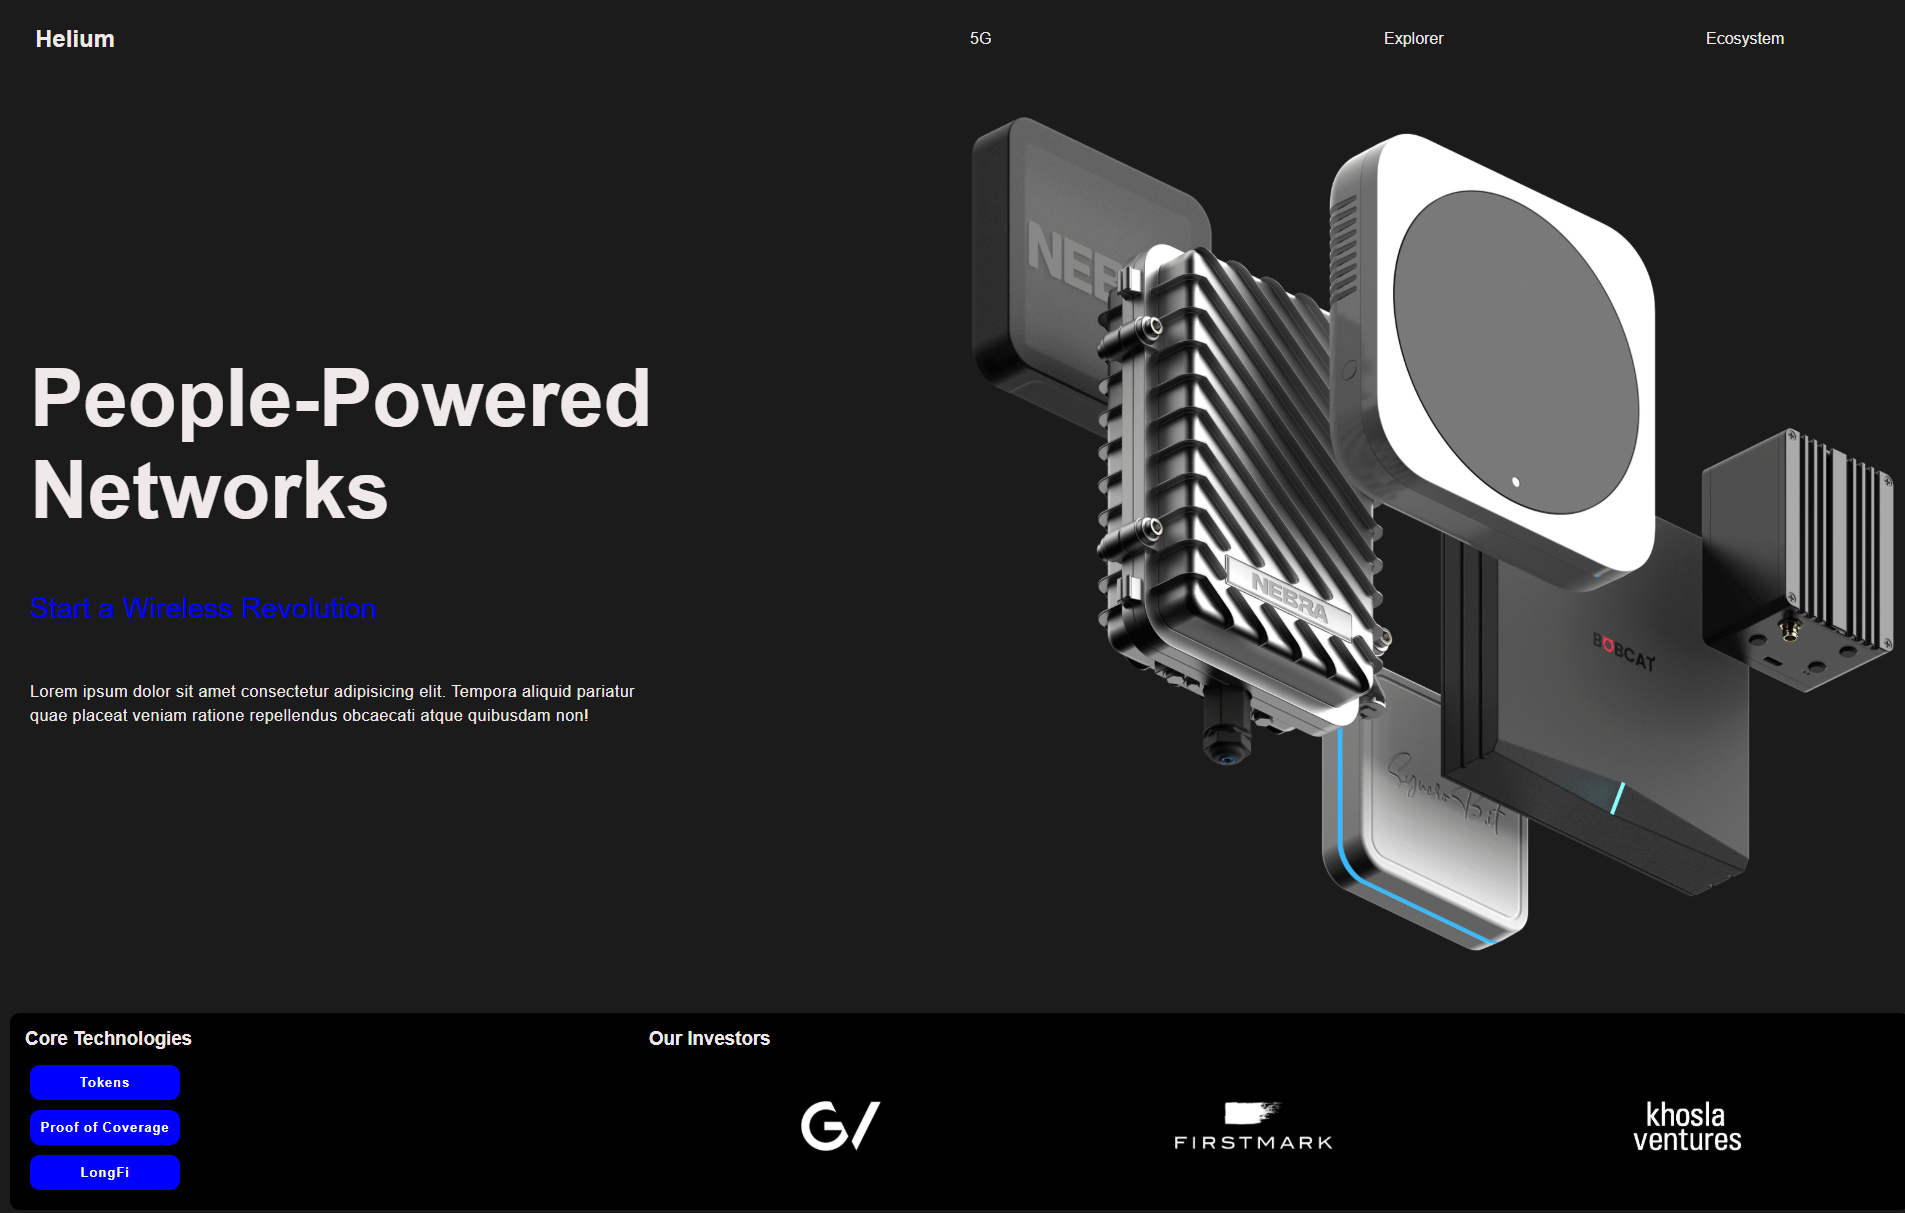 Helium
5G
Explorer
Ecosystem
NEB
People-Powered
Networks
NEBRA
Start a Wireless Revolution
BOBCAT
Lorem ipsum dolor sit amet consectetur adipisicing elit. Tempora aliquid pariatur
quae placeat veniam ratione repellendus obcaecati atque quibusdam non!
SyncroBit
Core Technologies
Our Investors
Tokens
Proof of Coverage
LongFi
GV
FIRSTMARK
khosla
ventures